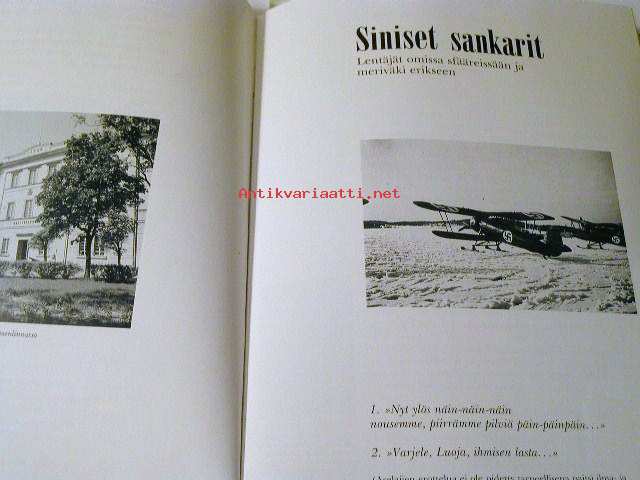 Siniset sankarit
Lentäjät omissa sfääreissään ja
meriväki erikseen
Antikvariaatti.net
1. »Nyt ylös näin-näin-näin
nousemme, piirrämme pilviä päin-päinpäin...»
2. »Varjele, Luoja, ihmisen lasta...»